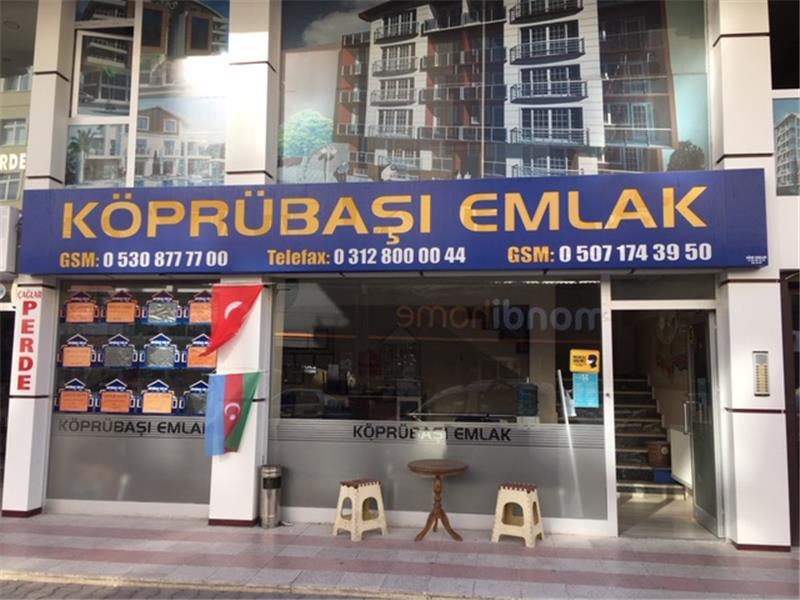 KÖPRÜBAŞI EMLAK
GSM: 0 530 877 77 00 Telefax: 0 312 800 00 44 GSM: 0 507 174 39 50
ÇAĞLAR
PERDE
RDE
mondihome
KÖPRÜBAŞI EMLAK
KÖPRÜBAŞI EMLAK